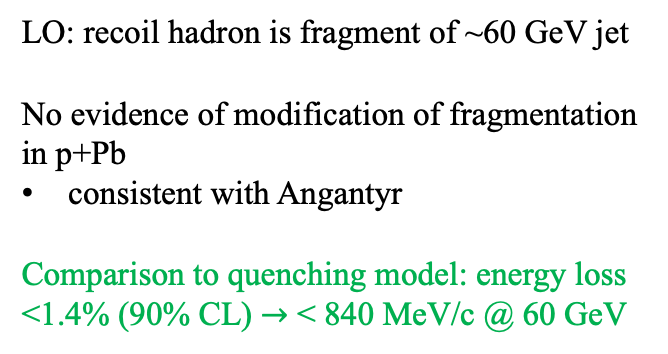 LO: recoil hadron is fragment of ~60 GeV jet
No evidence of modification of fragmentation
in p+Pb
• consistent with Angantyr
Comparison to quenching model: energy loss
<1.4% (90% CL) → < 840 MeV/c @ 60 GeV